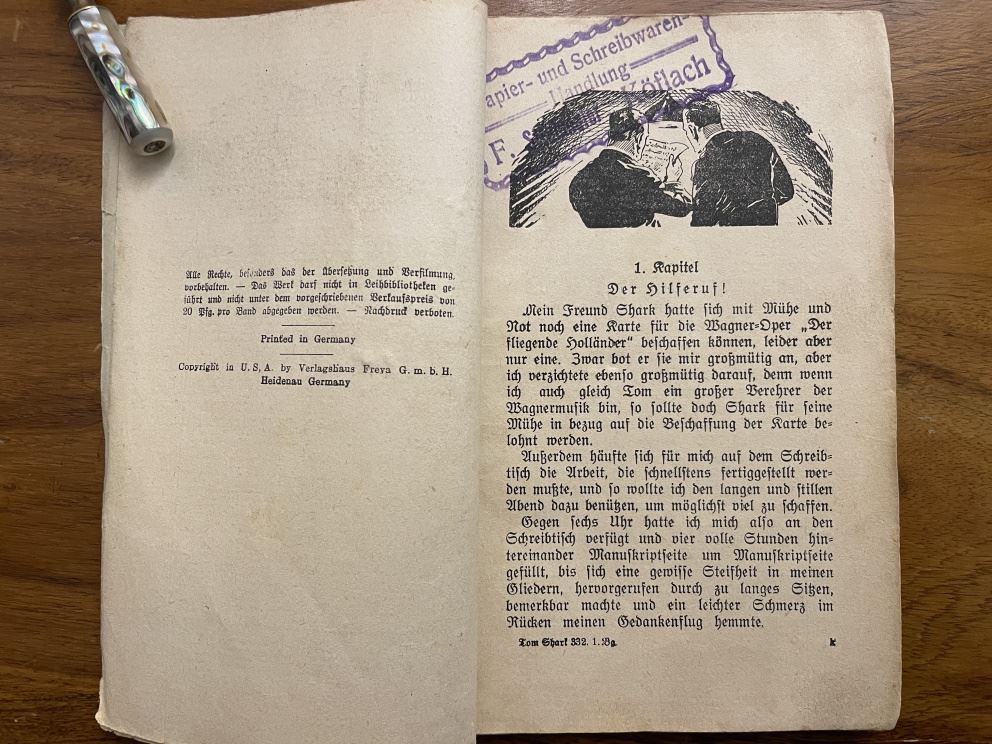 Alle Rechte, besonders das der Übersetzung und Verfilmung,
vorbehalten. — Das Werk darf nicht in Leihbibliotheken ge-
führt und nicht unter dem vorgeschriebenen Verkaufspreis von
20 Pfg. pro Band abgegeben werden. — Nachdruck verboten.
Printed in Germany
Copyright in U. S. A. by Verlagshaus Freya G. m. b. H.
Heidenau Germany
apier- und Schreibwaren-
Handlung
F. Köflach
1. Kapitel
Der Hilferuf!
Mein Freund Shark hatte sich mit Mühe und
Not noch eine Karte für die Wagner-Oper „Der
fliegende Holländer“ beschaffen können, leider aber
nur eine. Zwar bot er sie mir großmütig an, aber
ich verzichtete ebenso großmütig darauf, denn wenn
ich auch gleich Tom ein großer Verehrer der
Wagnermusik bin, so sollte doch Shark für seine
Mühe in bezug auf die Beschaffung der Karte be-
lohnt werden.
Außerdem häufte sich für mich auf dem Schreib-
tisch die Arbeit, die schnellstens fertiggestellt wer-
den mußte, und so wollte ich den langen und stillen
Abend dazu benützen, um möglichst viel zu schaffen.
Gegen sechs Uhr hatte ich mich also an den
Schreibtisch verfügt und vier volle Stunden hin-
tereinander Manuskriptseite um Manuskriptseite
gefüllt, bis sich eine gewisse Steifheit in meinen
Gliedern, hervorgerufen durch zu langes Sitzen,
bemerkbar machte und ein leichter Schmerz im
Rücken meinen Gedankenflug hemmte.
Tom Shark 332. 1. Bg. k